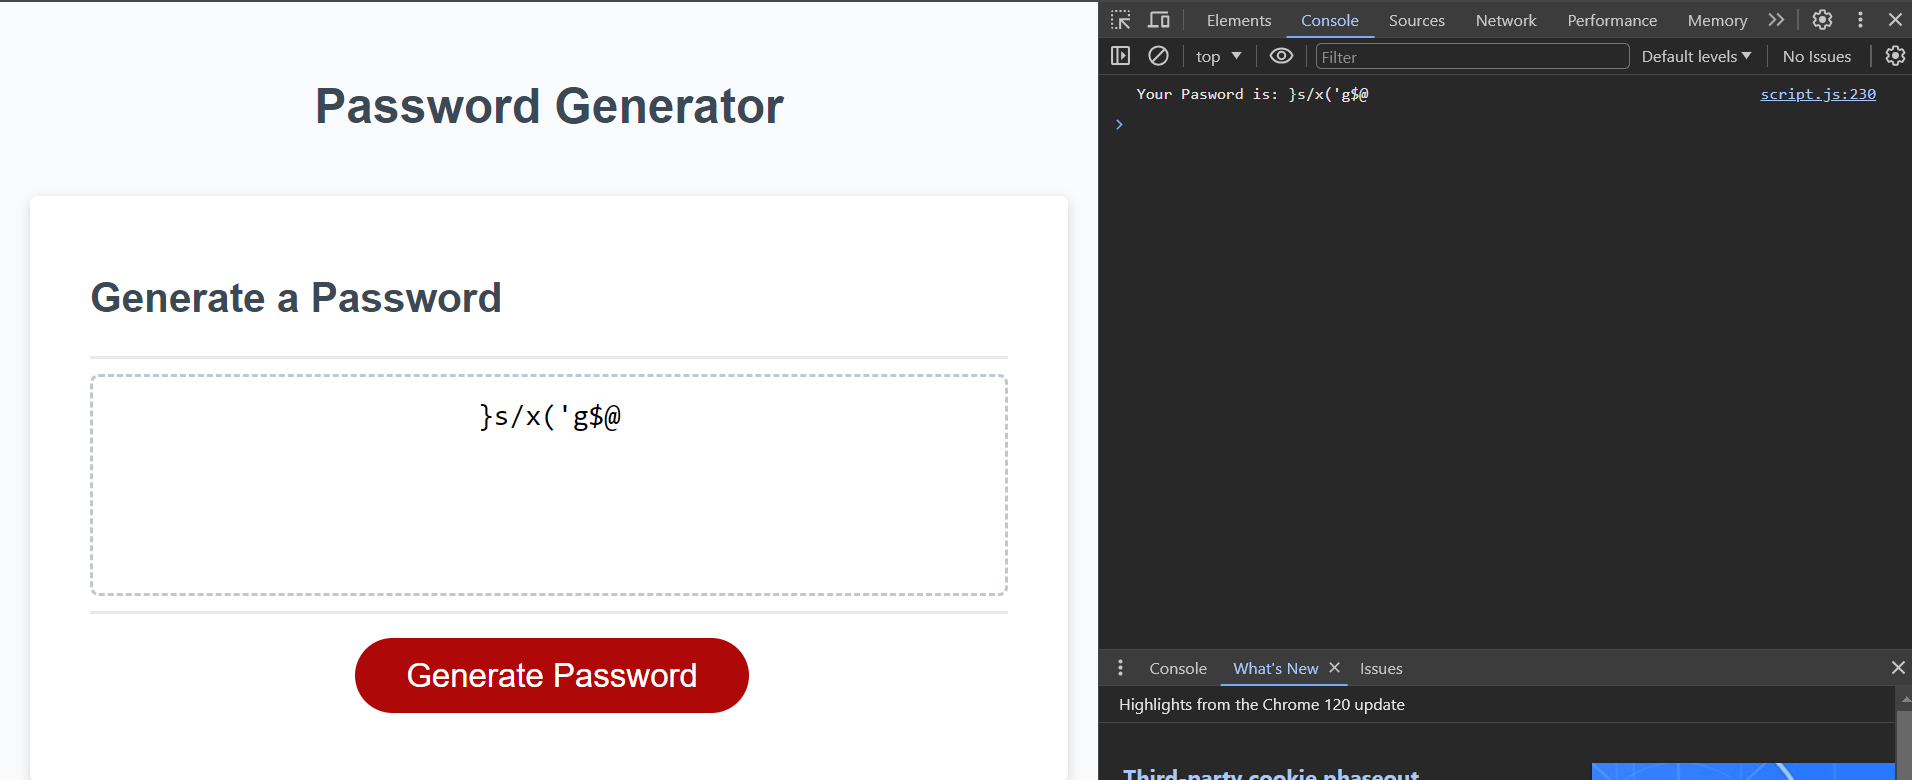 Password Generator
Generate a Password
}s/x('g$@
Generate Password
Elements Console Sources Network Performance Memory
top Filter Default levels No Issues
Your Pasword is: }s/x('g$@ script.js:230
Console What's New Issues
Highlights from the Chrome 120 update
Third-party cookie phaseout